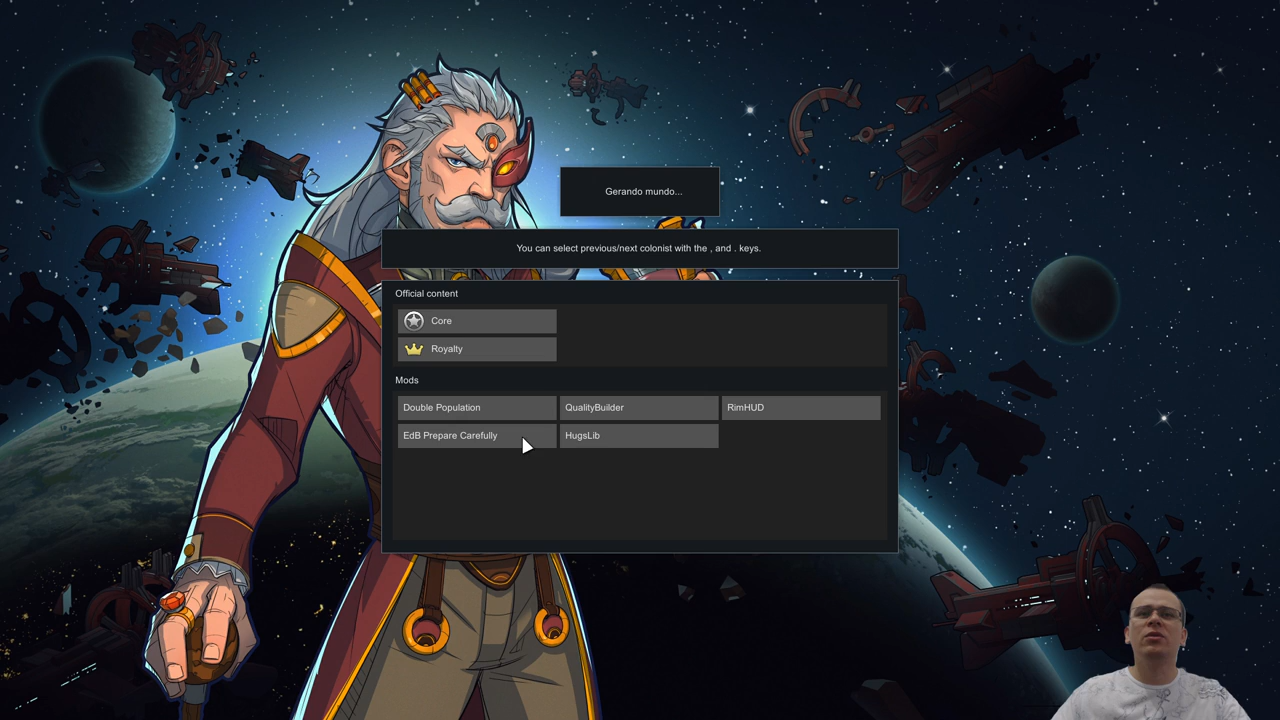 Gerando mundo...
You can select previous/next colonist with the , and . keys.
Official content
Core
Royalty
Mods
Double Population
QualityBuilder
RimHUD
EdB Prepare Carefully
HugsLib